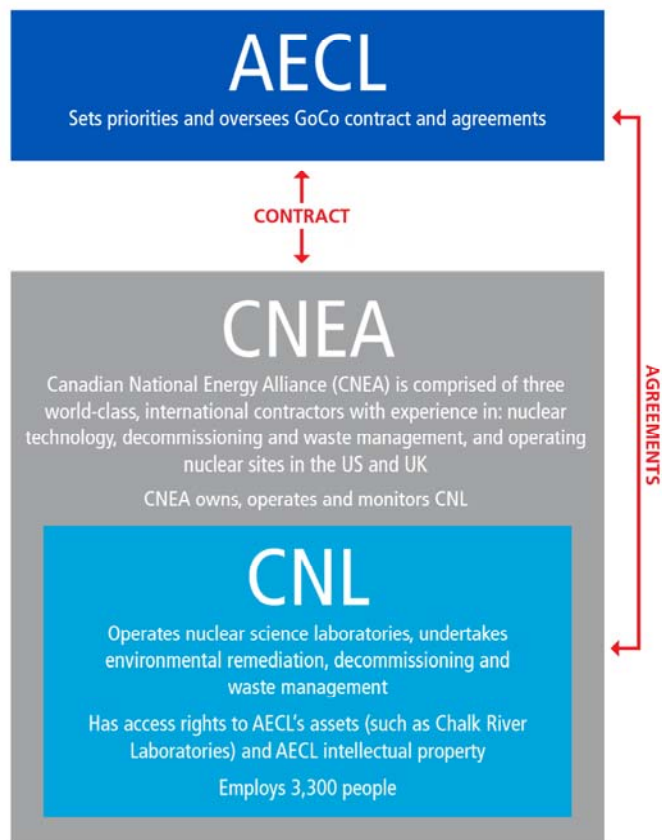 AECL
Sets priorities and oversees GoCo contract and agreements
CONTRACT
CNEA
Canadian National Energy Alliance (CNEA) is comprised of three
world-class, international contractors with experience in: nuclear
technology, decommissioning and waste management, and operating
nuclear sites in the US and UK
CNEA owns, operates and monitors CNL
CNL
Operates nuclear science laboratories, undertakes
environmental remediation, decommissioning and
waste management
Has access rights to AECL's assets (such as Chalk River
Laboratories) and AECL intellectual property
Employs 3,300 people
AGREEMENTS